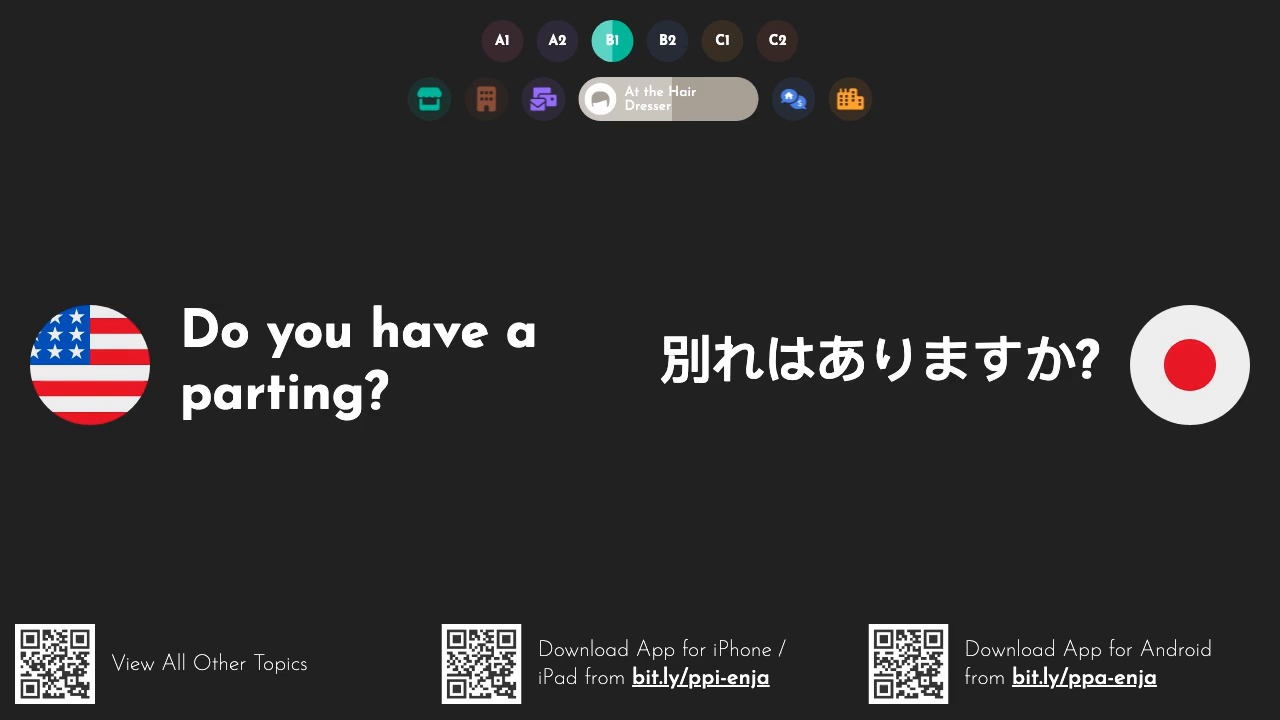 A1 A2 B1 B2 C1 C2
At the Hair
Dresser
Do you have a
parting?
別れはありますか?
View All Other Topics
Download App for iPhone /
iPad from bit.ly/ppi-enja
Download App for Android
from bit.ly/ppa-enja